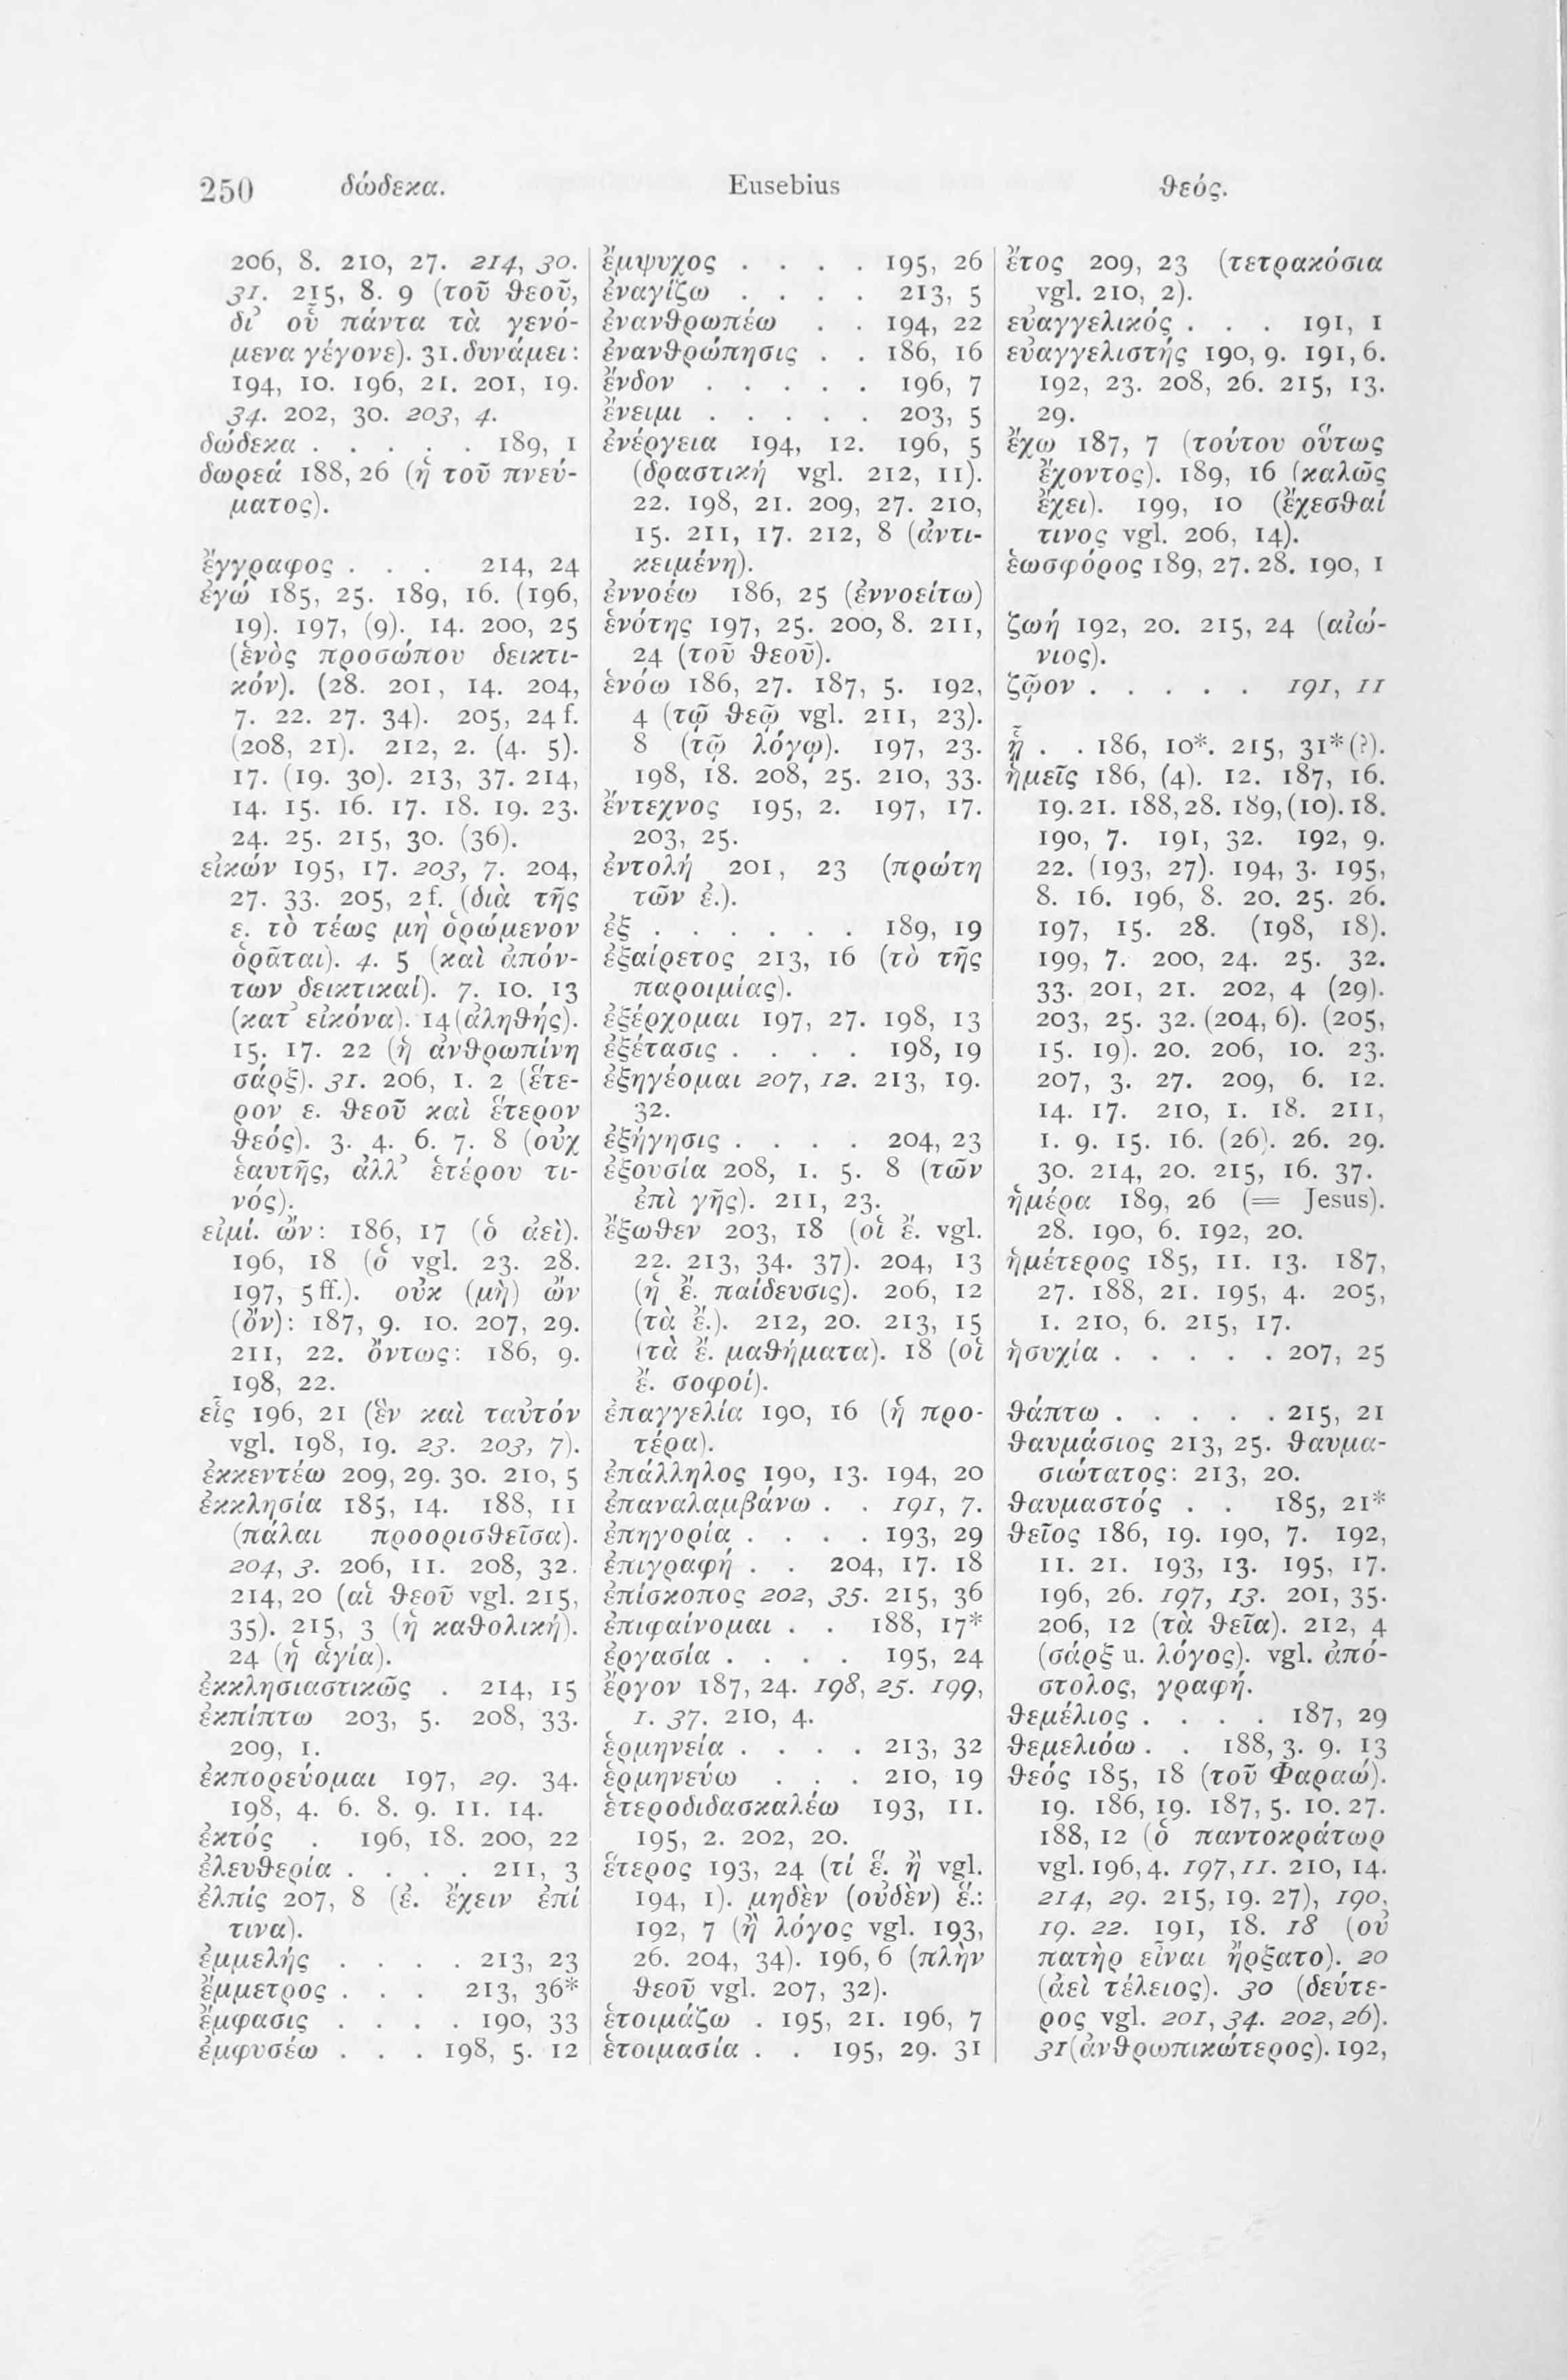 250 δώδεκα. Eusebius θεός.
206, 8. 210, 27. 214, 30.
31. 215, 8. 9 (τοῦ θεοῦ,
δι’ οὗ πάντα τὰ γενό-
μενα γέγονε). 31. δυνάμει:
194, 10. 196, 21. 201, 19.
34. 202, 30. 203, 4.
δώδεκα . . . . . 189, 1
δωρεά 188, 26 (ἡ τοῦ πνεύ-
ματος).
ἔγγραφος . . . 214, 24
ἐγώ 185, 25. 189, 16. (196,
19). 197, (9). 14. 200, 25
(ἑνὸς προσώπου δεικτι-
κόν). (28. 201, 14. 204,
7. 22. 27. 34). 205, 24 f.
(208, 21). 212, 2. (4. 5).
17. (19. 30). 213, 37. 214,
14. 15. 16. 17. 18. 19. 23.
24. 25. 215, 30. (36).
εἰκών 195, 17. 203, 7. 204,
27. 33. 205, 2 f. (διὰ τῆς
ε. τὸ τέως μὴ ὁρώμενον
ὁρᾶται). 4. 5 (καὶ ἀπόν-
των δεικτικαί). 7. 10. 13
(κατ’ εἰκόνα). 14 (ἀληθής).
15. 17. 22 (ἡ ἀνθρωπίνη
σάρξ). 31. 206, 1. 2 (ἕτε-
ρον ε. θεοῦ καὶ ἕτερον
θεός). 3. 4. 6. 7. 8 (οὐχ
ἑαυτῆς, ἀλλ’ ἑτέρου τι-
νός).
εἰμί. ὤν: 186, 17 (ὁ ἀεὶ).
196, 18 (ὁ vgl. 23. 28.
197, 5 ff.). οὐκ (μὴ) ὤν
(ὄν): 187, 9. 10. 207, 29.
211, 22. ὄντως: 186, 9.
198, 22.
εἷς 196, 21 (ἓν καὶ ταὐτόν
vgl. 198, 19. 23. 203, 7).
ἐκκεντέω 209, 29. 30. 210, 5
ἐκκλησία 185, 14. 188, 11
(πάλαι προορισθεῖσα).
204, 3. 206, 11. 208, 32.
214, 20 (αἱ θεοῦ vgl. 215,
35). 215, 3 (ἡ καθολική).
24 (ἡ ἁγία).
ἐκκλησιαστικῶς . 214, 15
ἐκπίπτω 203, 5. 208, 33.
209, 1.
ἐκπορεύομαι 197, 29. 34.
198, 4. 6. 8. 9. 11. 14.
ἐκτός . 196, 18. 200, 22
ἐλευθερία . . . . 211, 3
ἐλπίς 207, 8 (ἐ. ἔχειν ἐπί
τινα).
ἐμμελής . . . . 213, 23
ἔμμετρος . . . 213, 36*
ἔμφασις . . . . 190, 33
ἐμφυσέω . . . 198, 5. 12
ἔμψυχος . . . . 195, 26
ἐναγίζω . . . . 213, 5
ἐνανθρωπέω . . 194, 22
ἐνανθρώπησις . . 186, 16
ἔνδον . . . . . 196, 7
ἔνειμι . . . . . 203, 5
ἐνέργεια 194, 12. 196, 5
(δραστική vgl. 212, 11).
22. 198, 21. 209, 27. 210,
15. 211, 17. 212, 8 (ἀντι-
κειμένη).
ἐννοέω 186, 25 (ἐννοείτω)
ἑνότης 197, 25. 200, 8. 211,
24 (τοῦ θεοῦ).
ἑνόω 186, 27. 187, 5. 192,
4 (τῷ θεῷ vgl. 211, 23).
8 (τῷ λόγῳ). 197, 23.
198, 18. 208, 25. 210, 33.
ἔντεχνος 195, 2. 197, 17.
203, 25.
ἐντολή 201, 23 (πρώτη
τῶν ἐ.).
ἐξ . . . . . . 189, 19
ἐξαίρετος 213, 16 (τὸ τῆς
παροιμίας).
ἐξέρχομαι 197, 27. 198, 13
ἐξέτασις . . . . 198, 19
ἐξηγέομαι 207, 12. 213, 19.
32.
ἐξήγησις . . . . 204, 23
ἐξουσία 208, 1. 5. 8 (τῶν
ἐπὶ γῆς). 211, 23.
ἔξωθεν 203, 18 (οἱ ἔ. vgl.
22. 213, 34. 37). 204, 13
(ἡ ἔ. παίδευσις). 206, 12
(τὰ ἔ.). 212, 20. 213, 15
(τὰ ἔ. μαθήματα). 18 (οἱ
ἔ. σοφοί).
ἐπαγγελία 190, 16 (ἡ προ-
τέρα).
ἐπάλληλος 190, 13. 194, 20
ἐπαναλαμβάνω . . 191, 7.
ἐπηγορία . . . . 193, 29
ἐπιγραφή . . 204, 17. 18
ἐπίσκοπος 202, 35. 215, 36
ἐπιφαίνομαι . . 188, 17*
ἐργασία . . . . 195, 24
ἔργον 187, 24. 198, 25. 199,
1. 37. 210, 4.
ἑρμηνεία . . . . 213, 32
ἑρμηνεύω . . . 210, 19
ἑτεροδιδασκαλέω 193, 11.
195, 2. 202, 20.
ἕτερος 193, 24 (τί ἕ. ἢ vgl.
194, 1). μηδὲν (οὐδὲν) ἕ.:
192, 7 (ἢ λόγος vgl. 193,
26. 204, 34). 196, 6 (πλὴν
θεοῦ vgl. 207, 32).
ἑτοιμάζω . 195, 21. 196, 7
ἑτοιμασία . . 195, 29. 31
ἔτος 209, 23 (τετρακόσια
vgl. 210, 2).
εὐαγγελικός . . . 191, 1
εὐαγγελιστής 190, 9. 191, 6.
192, 23. 208, 26. 215, 13.
29.
ἔχω 187, 7 (τούτου οὕτως
ἔχοντος). 189, 16 (καλῶς
ἔχει). 199, 10 (ἔχεσθαί
τινος vgl. 206, 14).
ἑωσφόρος 189, 27. 28. 190, 1
ζωή 192, 20. 215, 24 (αἰώ-
νιος).
ζῷον . . . . . 191, 11
ᾗ . . 186, 10*. 215, 31*(?).
ἡμεῖς 186, (4). 12. 187, 16.
19. 21. 188, 28. 189, (10). 18.
190, 7. 191, 32. 192, 9.
22. (193, 27). 194, 3. 195,
8. 16. 196, 8. 20. 25. 26.
197, 15. 28. (198, 18).
199, 7. 200, 24. 25. 32.
33. 201, 21. 202, 4 (29).
203, 25. 32. (204, 6). (205,
15. 19). 20. 206, 10. 23.
207, 3. 27. 209, 6. 12.
14. 17. 210, 1. 18. 211,
1. 9. 15. 16. (26). 26. 29.
30. 214, 20. 215, 16. 37.
ἡμέρα 189, 26 (= Jesus).
28. 190, 6. 192, 20.
ἡμέτερος 185, 11. 13. 187,
27. 188, 21. 195, 4. 205,
1. 210, 6. 215, 17.
ἡσυχία . . . . . 207, 25
θάπτω . . . . . 215, 21
θαυμάσιος 213, 25. θαυμα-
σιώτατος: 213, 20.
θαυμαστός . . 185, 21*
θεῖος 186, 19. 190, 7. 192,
11. 21. 193, 13. 195, 17.
196, 26. 197, 13. 201, 35.
206, 12 (τὰ θεῖα). 212, 4
(σάρξ u. λόγος). vgl. ἀπό-
στολος, γραφή.
θεμέλιος . . . . 187, 29
θεμελιόω . . 188, 3. 9. 13
θεός 185, 18 (τοῦ Φαραώ).
19. 186, 19. 187, 5. 10. 27.
188, 12 (ὁ παντοκράτωρ
vgl. 196, 4. 197, 11. 210, 14.
214, 29. 215, 19. 27), 190,
19. 22. 191, 18. 18 (οὐ
πατὴρ εἶναι ἤρξατο). 20
(ἀεὶ τέλειος). 30 (δεύτε-
ρος vgl. 201, 34. 202, 26).
31 (ἀνθρωπικώτερος). 192,